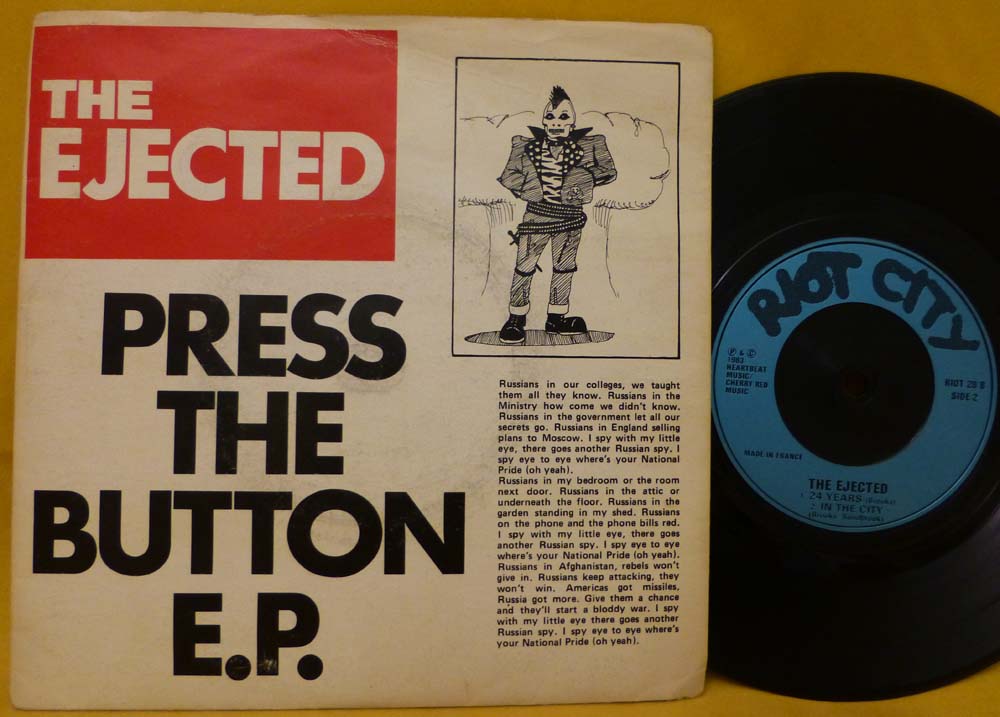 THE
EJECTED
PRESS
THE
BUTTON
E.P.
Russians in our colleges, we taught
them all they know. Russians in the
Ministry how come we didn't know.
Russians in the government let all our
secrets go. Russians in England selling
plans to Moscow. I spy with my little
eye, there goes another Russian spy. I
spy eye to eye where's your National
Pride (oh yeah).
Russians in my bedroom or the room
next door. Russians in the attic or
underneath the floor. Russians in the
garden standing in my shed. Russians
on the phone and the phone bills red.
I spy with my little eye, there goes
another Russian spy. I spy eye to eye
where's your National Pride (oh yeah).
Russians in Afghanistan, rebels won't
give in. Russians keep attacking, they
won't win. Americas got missiles,
Russia got more. Give them a chance
and they'll start a bloddy war. I spy
with my little eye there goes another
Russian spy. I spy eye to eye where's
your National Pride (oh yeah).
RIOT CITY
Ⓟ & Ⓒ
1983
HEARTBEAT
MUSIC/
CHERRY RED
MUSIC
RIOT 28 B
SIDE 2
MADE IN FRANCE
THE EJECTED
1. 24 YEARS (Brooks)
2. IN THE CITY
(Brooks